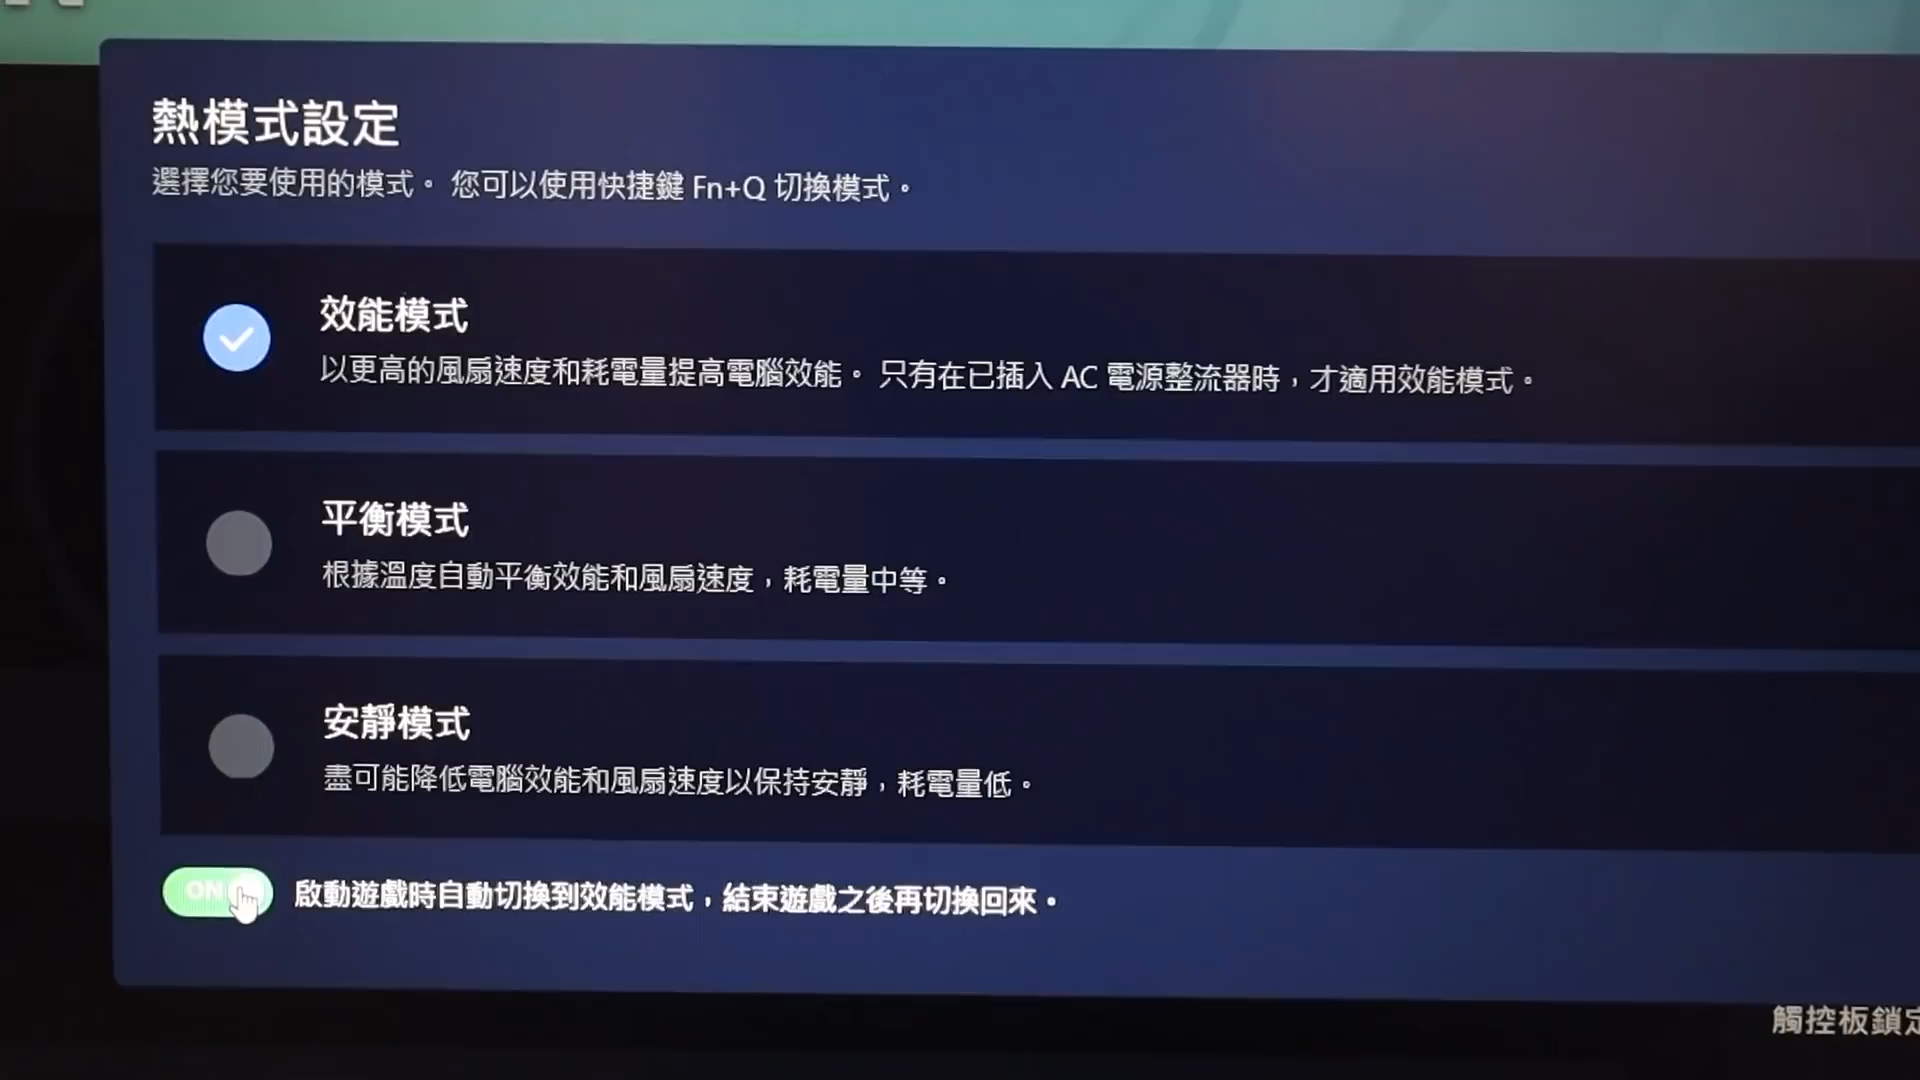 熱模式設定
選擇您要使用的模式。 您可以使用快捷鍵 Fn+Q 切換模式。
效能模式
以更高的風扇速度和耗電量提高電腦效能。 只有在已插入 AC 電源整流器時，才適用效能模式。
平衡模式
根據溫度自動平衡效能和風扇速度，耗電量中等。
安靜模式
盡可能降低電腦效能和風扇速度以保持安靜，耗電量低。
ON 啟動遊戲時自動切換到效能模式，結束遊戲之後再切換回來。
觸控板鎖定